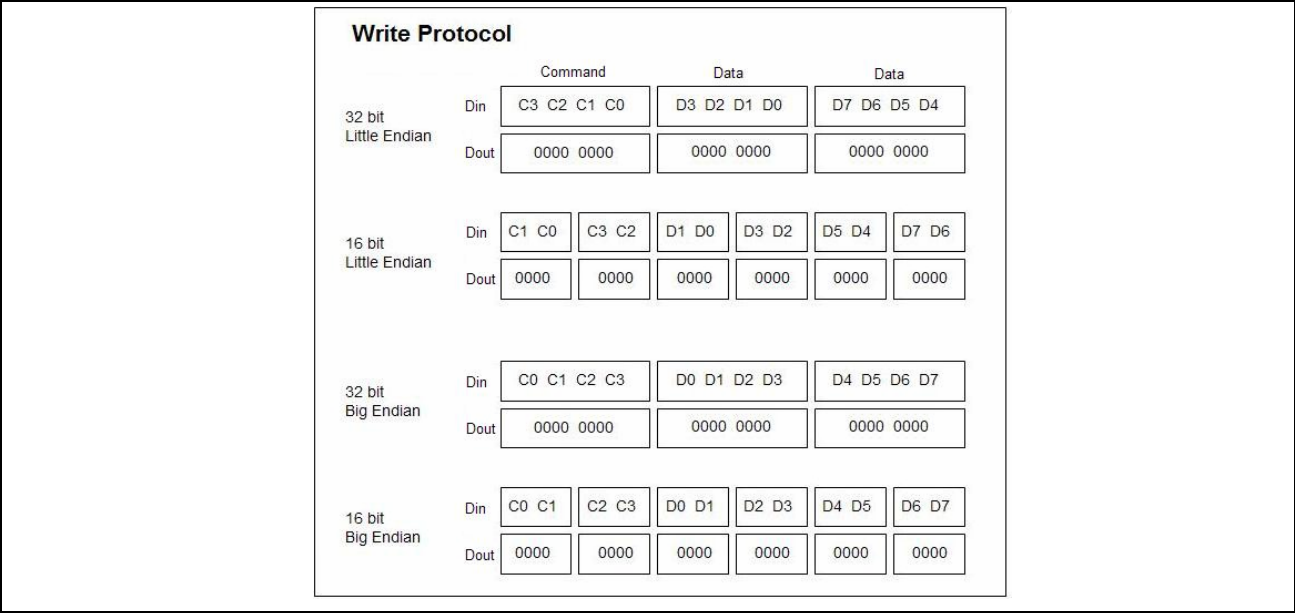 Write Protocol
Command Data Data
32 bit
Little Endian
Din C3 C2 C1 C0 D3 D2 D1 D0 D7 D6 D5 D4
Dout 0000 0000 0000 0000 0000 0000
16 bit
Little Endian
Din C1 C0 C3 C2 D1 D0 D3 D2 D5 D4 D7 D6
Dout 0000 0000 0000 0000 0000 0000
32 bit
Big Endian
Din C0 C1 C2 C3 D0 D1 D2 D3 D4 D5 D6 D7
Dout 0000 0000 0000 0000 0000 0000
16 bit
Big Endian
Din C0 C1 C2 C3 D0 D1 D2 D3 D4 D5 D6 D7
Dout 0000 0000 0000 0000 0000 0000